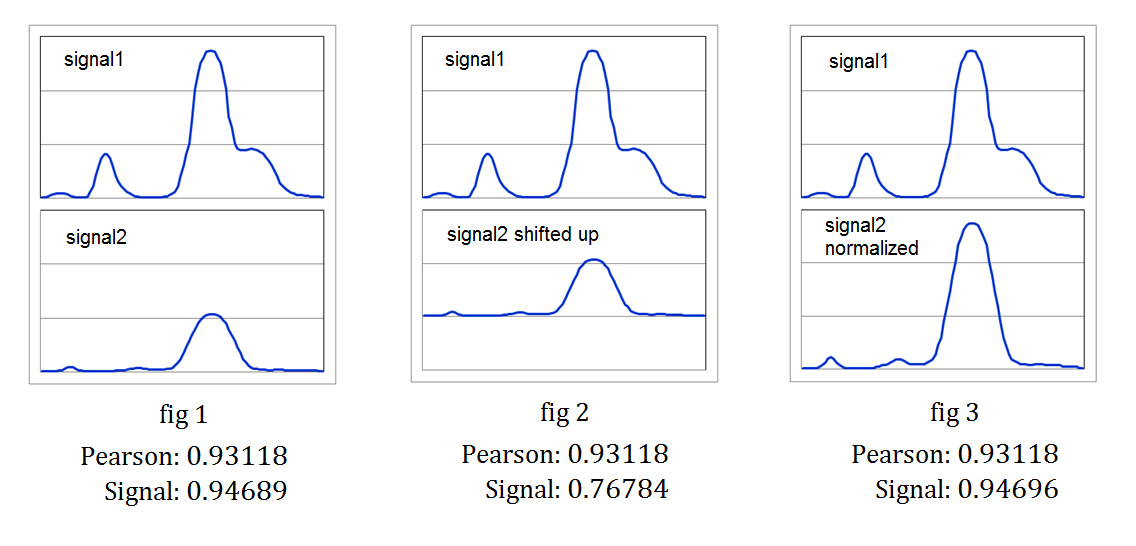 signal1
signal2
fig 1
Pearson: 0.93118
Signal: 0.94689
signal1
signal2 shifted up
fig 2
Pearson: 0.93118
Signal: 0.76784
signal1
signal2
normalized
fig 3
Pearson: 0.93118
Signal: 0.94696